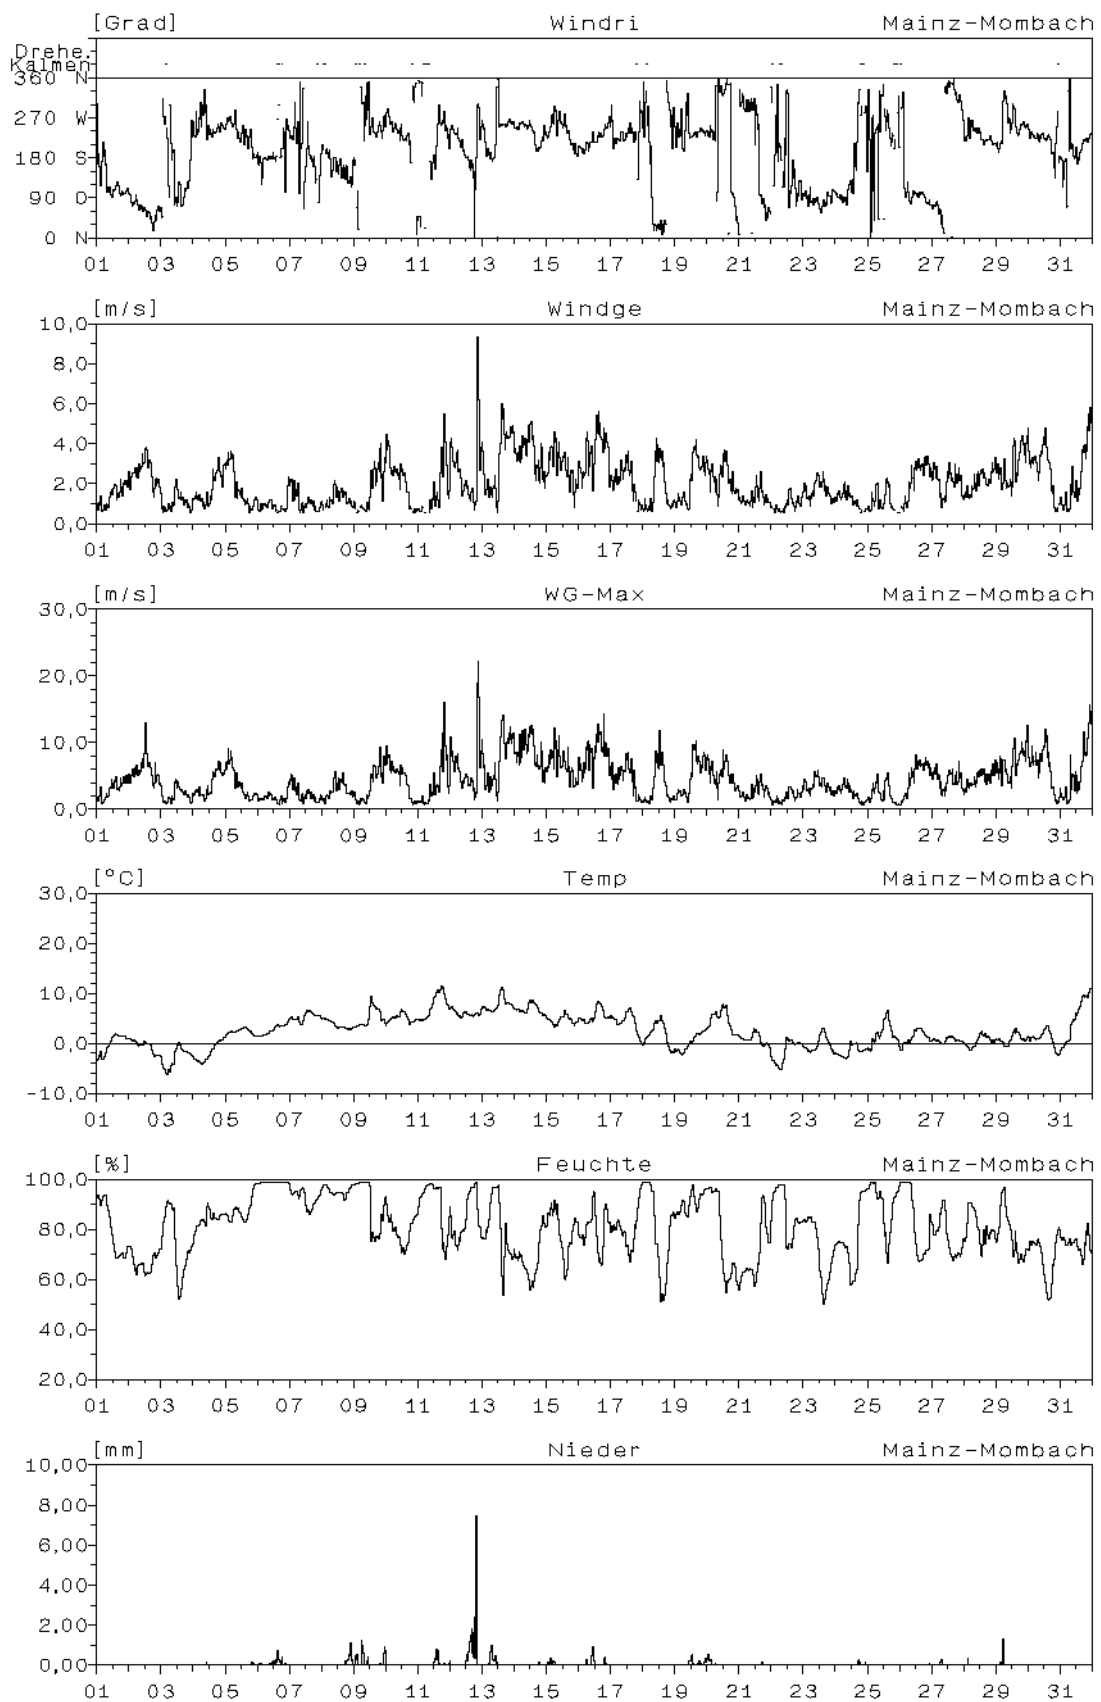 [Grad] Windri Mainz-Mombach
Drehe.
Kalmen
360 N
270 W
180 S
90 O
0 N
01 03 05 07 09 11 13 15 17 19 21 23 25 27 29 31
[m/s] Windge Mainz-Mombach
10,0
8,0
6,0
4,0
2,0
0,0
01 03 05 07 09 11 13 15 17 19 21 23 25 27 29 31
[m/s] WG-Max Mainz-Mombach
30,0
20,0
10,0
0,0
01 03 05 07 09 11 13 15 17 19 21 23 25 27 29 31
[°C] Temp Mainz-Mombach
30,0
20,0
10,0
0,0
-10,0
01 03 05 07 09 11 13 15 17 19 21 23 25 27 29 31
[%] Feuchte Mainz-Mombach
100,0
80,0
60,0
40,0
20,0
01 03 05 07 09 11 13 15 17 19 21 23 25 27 29 31
[mm] Nieder Mainz-Mombach
10,00
8,00
6,00
4,00
2,00
0,00
01 03 05 07 09 11 13 15 17 19 21 23 25 27 29 31